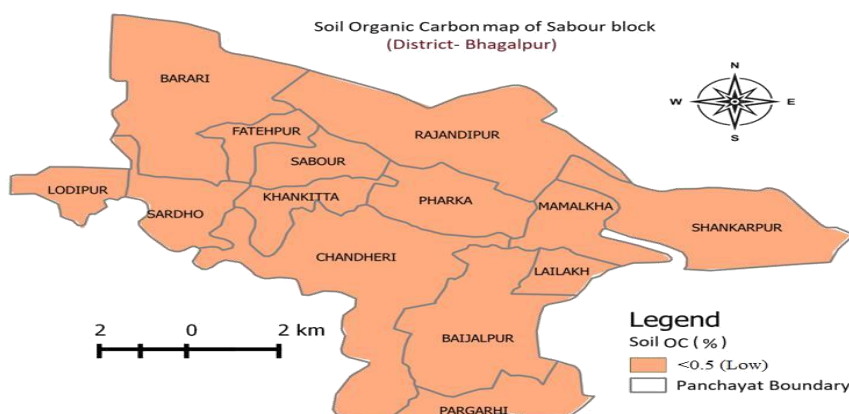 Soil Organic Carbon map of Sabour block
(District- Bhagalpur)
N
W E
S
BARARI
FATEHPUR
RAJANDIPUR
SABOUR
LODIPUR
KHANKITTA
PHARKA
SARDHO
MAMALKHA
SHANKARPUR
CHANDHERI
LAILAKH
BAIJALPUR
PARGARHI
2 0 2 km
Legend
Soil OC (%)
<0.5 (Low)
Panchayat Boundary